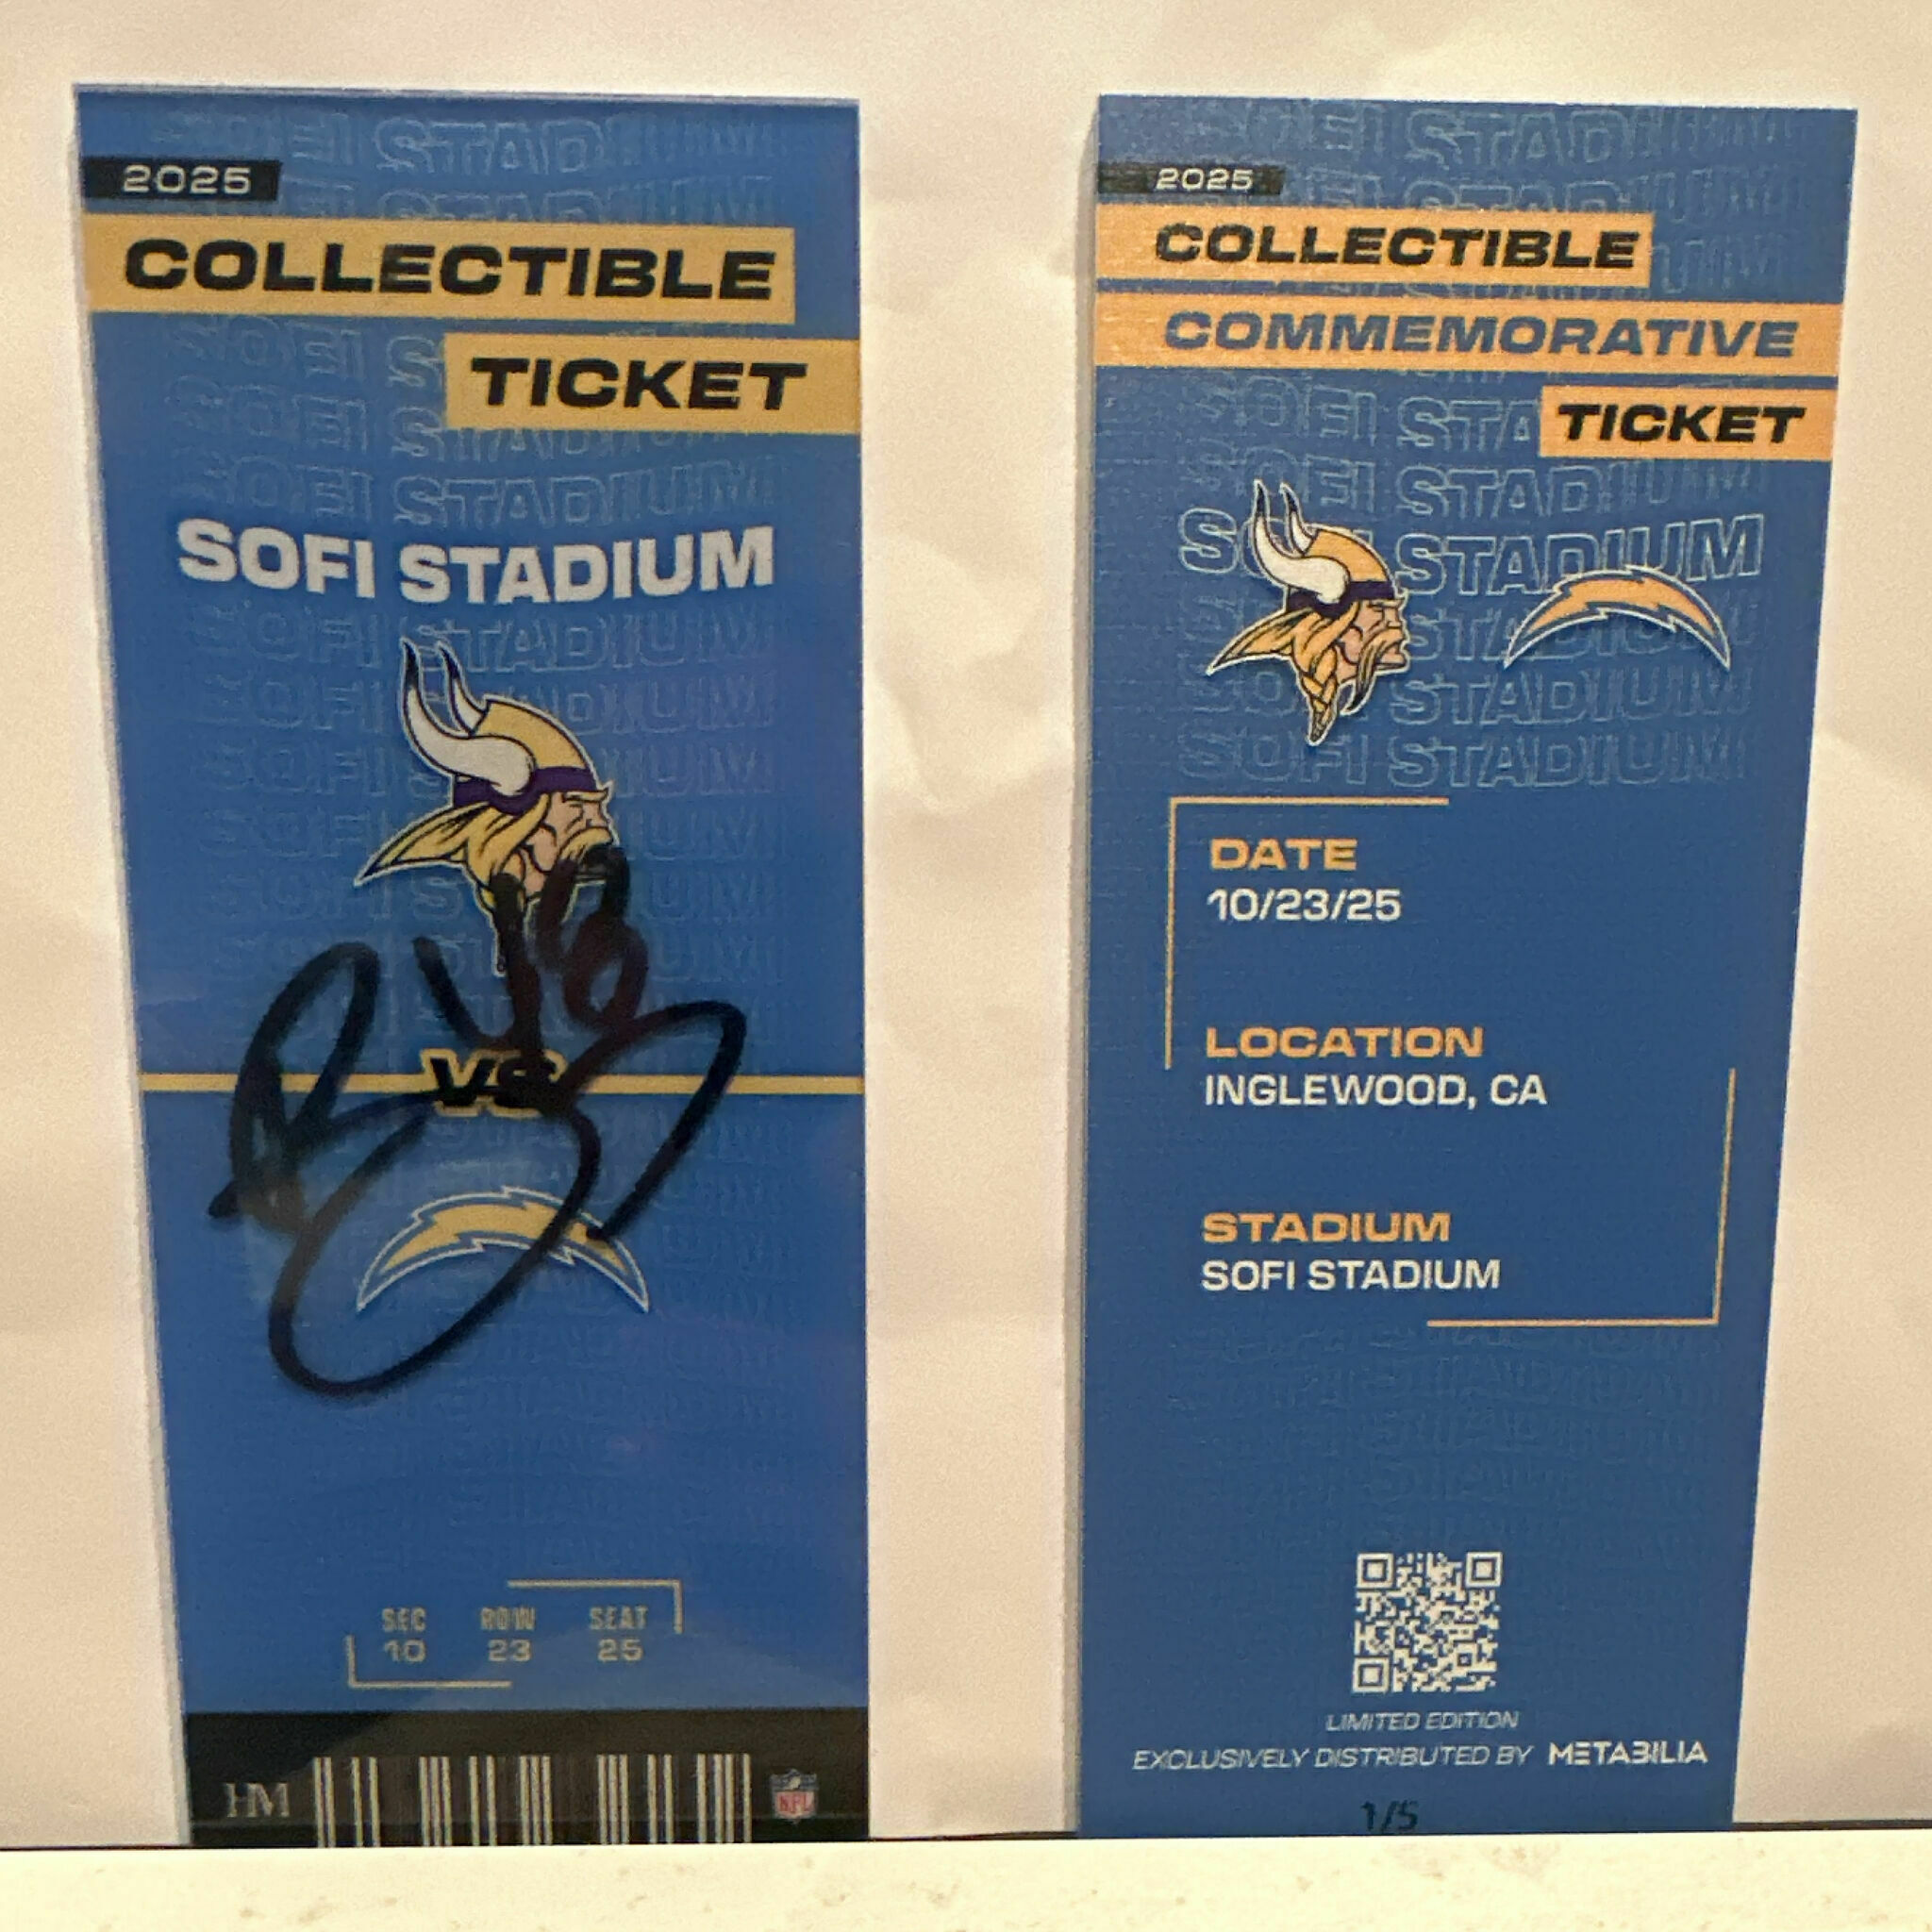 2025
COLLECTIBLE
TICKET
SOFI STADIUM
VS
SEC ROW SEAT
10 23 25
HM
NFL
2025
COLLECTIBLE
COMMEMORATIVE
TICKET
SOFI STADIUM
DATE
10/23/25
LOCATION
INGLEWOOD, CA
STADIUM
SOFI STADIUM
LIMITED EDITION
EXCLUSIVELY DISTRIBUTED BY METABILIA
1/5